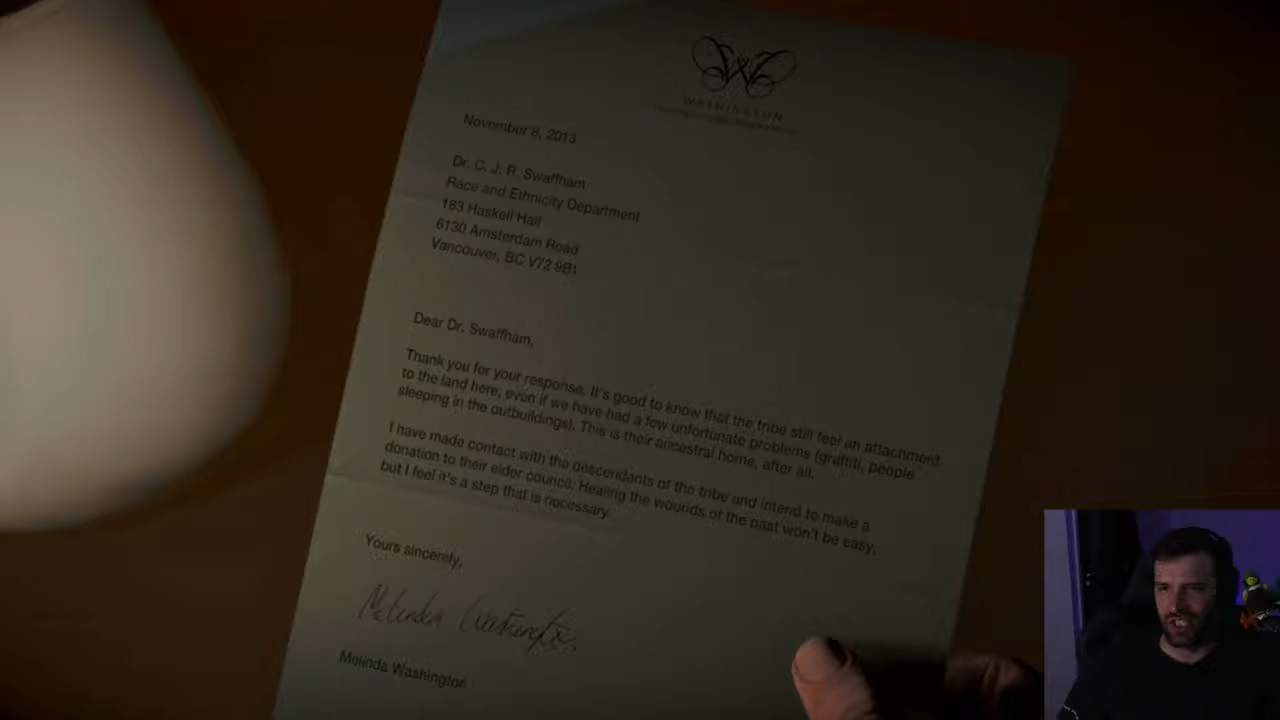 W
WASHINGTON
November 8, 2013
Dr. C. J. R. Swaffham
Race and Ethnicity Department
183 Haskell Hall
6130 Amsterdam Road
Vancouver, BC V72 9B1
Dear Dr. Swaffham,
Thank you for your response. It's good to know that the tribe still feel an attachment
to the land here, even if we have had a few unfortunate problems (graffiti, people
sleeping in the outbuildings). This is their ancestral home, after all.
I have made contact with the descendants of the tribe and intend to make a
donation to their elder council. Healing the wounds of the past won't be easy,
but I feel it's a step that is necessary.
Yours sincerely,
Melinda Washington
Melinda Washington